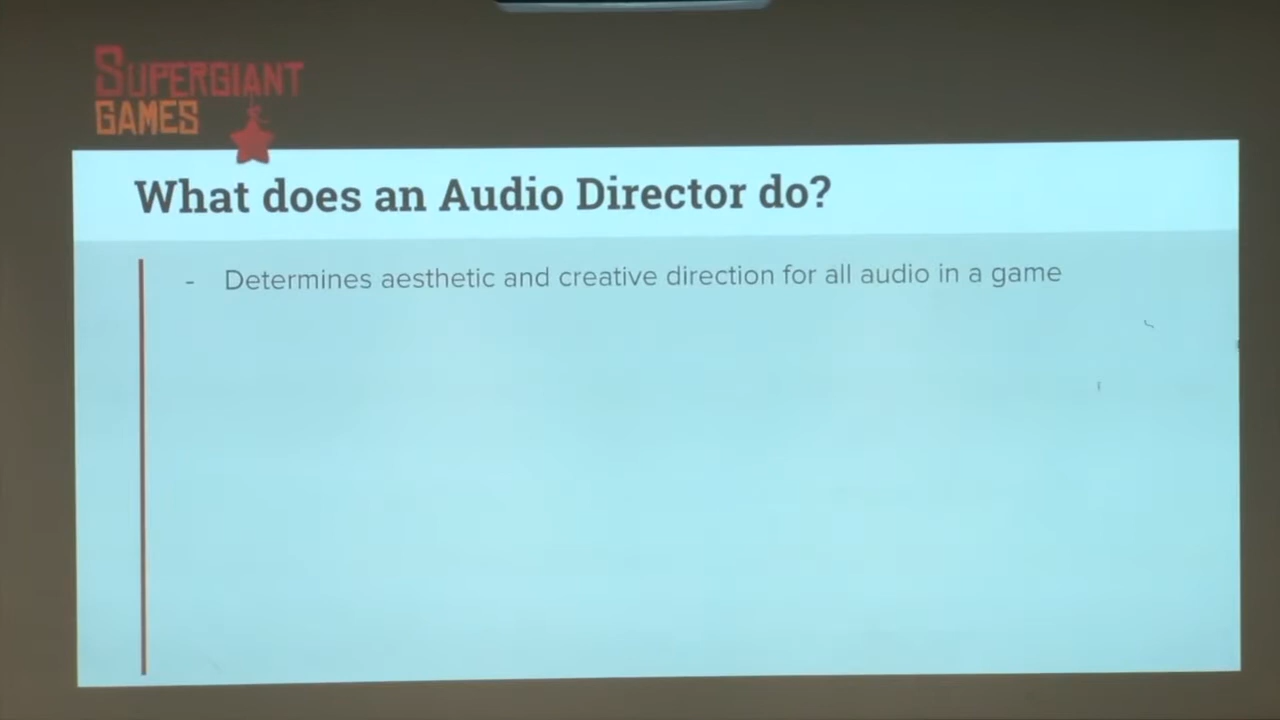 SUPERGIANT
GAMES
What does an Audio Director do?
- Determines aesthetic and creative direction for all audio in a game